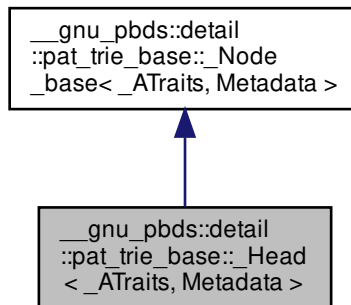 __gnu_pbds::detail
::pat_trie_base::_Node
_base< _ATraits, Metadata >
__gnu_pbds::detail
::pat_trie_base::_Head
< _ATraits, Metadata >